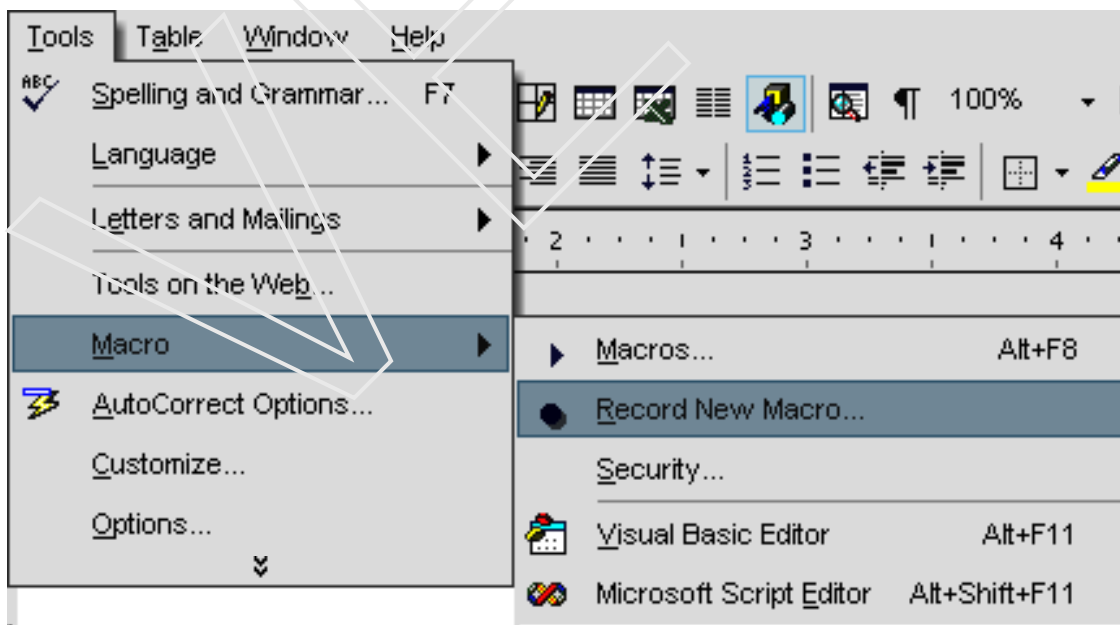 Tools Table Window Help
ABC Spelling and Grammar... F7
100%
Language
Letters and Mailings
2 3 4
Tools on the Web...
Macro
Macros... Alt+F8
AutoCorrect Options...
Record New Macro...
Customize...
Security...
Options...
Visual Basic Editor Alt+F11
Microsoft Script Editor Alt+Shift+F11